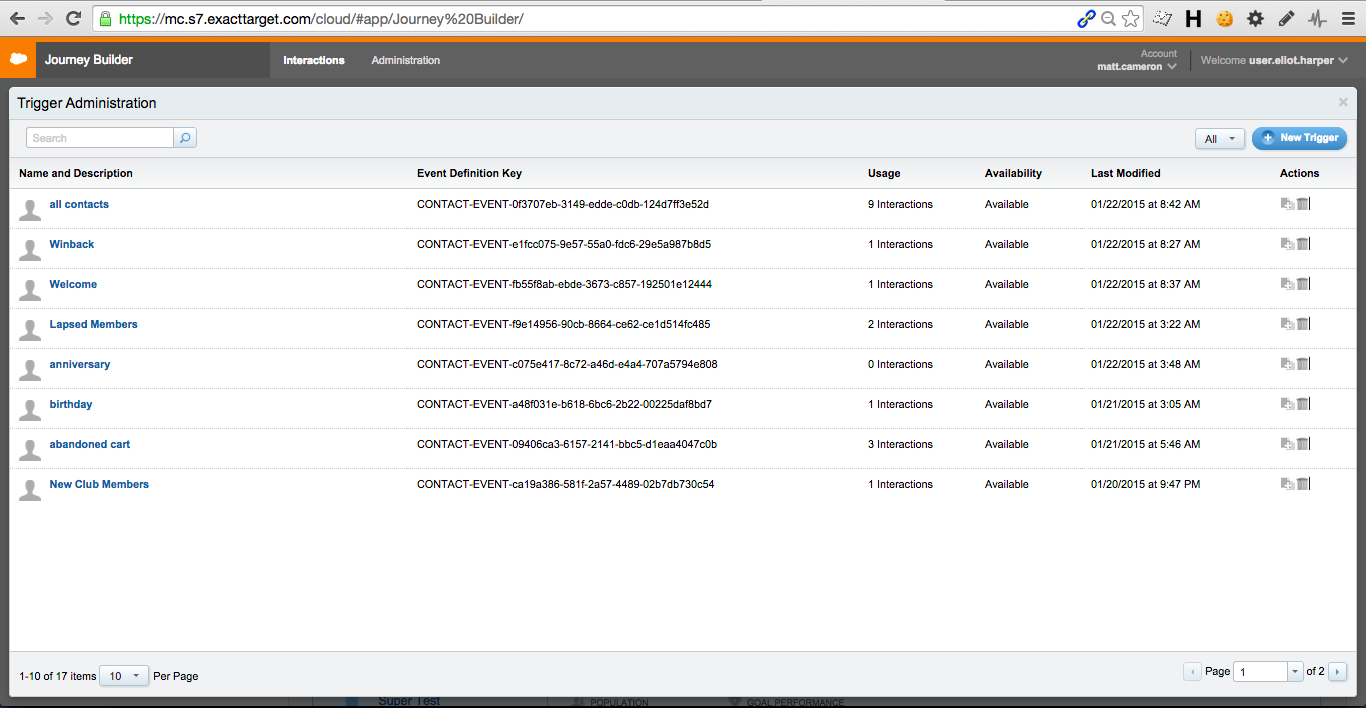 https://mc.s7.exacttarget.com/cloud/#app/Journey%20Builder/
H
Journey Builder Interactions Administration Account matt.cameron Welcome user.eliot.harper
Trigger Administration
Search All New Trigger
Name and Description Event Definition Key Usage Availability Last Modified Actions
all contacts CONTACT-EVENT-0f3707eb-3149-edde-c0db-124d7ff3e52d 9 Interactions Available 01/22/2015 at 8:42 AM
Winback CONTACT-EVENT-e1fcc075-9e57-55a0-fdc6-29e5a987b8d5 1 Interactions Available 01/22/2015 at 8:27 AM
Welcome CONTACT-EVENT-fb55f8ab-ebde-3673-c857-192501e12444 1 Interactions Available 01/22/2015 at 8:37 AM
Lapsed Members CONTACT-EVENT-f9e14956-90cb-8664-ce62-ce1d514fc485 2 Interactions Available 01/22/2015 at 3:22 AM
anniversary CONTACT-EVENT-c075e417-8c72-a46d-e4a4-707a5794e808 0 Interactions Available 01/22/2015 at 3:48 AM
birthday CONTACT-EVENT-a48f031e-b618-6bc6-2b22-00225daf8bd7 1 Interactions Available 01/21/2015 at 3:05 AM
abandoned cart CONTACT-EVENT-09406ca3-6157-2141-bbc5-d1eaa4047c0b 3 Interactions Available 01/21/2015 at 5:46 AM
New Club Members CONTACT-EVENT-ca19a386-581f-2a57-4489-02b7db730c54 1 Interactions Available 01/20/2015 at 9:47 PM
1-10 of 17 items 10 Per Page Page 1 of 2
Super Test POPULATION GOAL PERFORMANCE